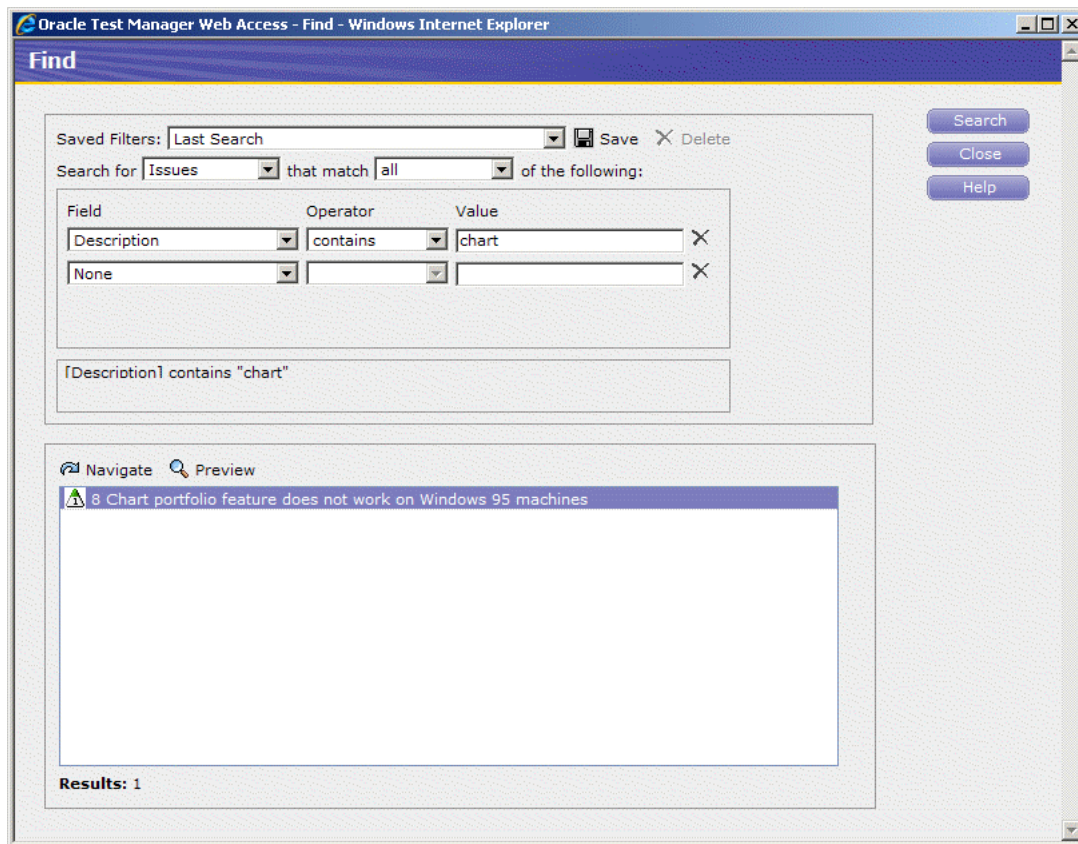 Oracle Test Manager Web Access - Find - Windows Internet Explorer
Find
Saved Filters: Last Search Save Delete
Search for Issues that match all of the following:
Field Operator Value
Description contains chart
None
[Description] contains "chart"
Search
Close
Help
Navigate Preview
8 Chart portfolio feature does not work on Windows 95 machines
Results: 1